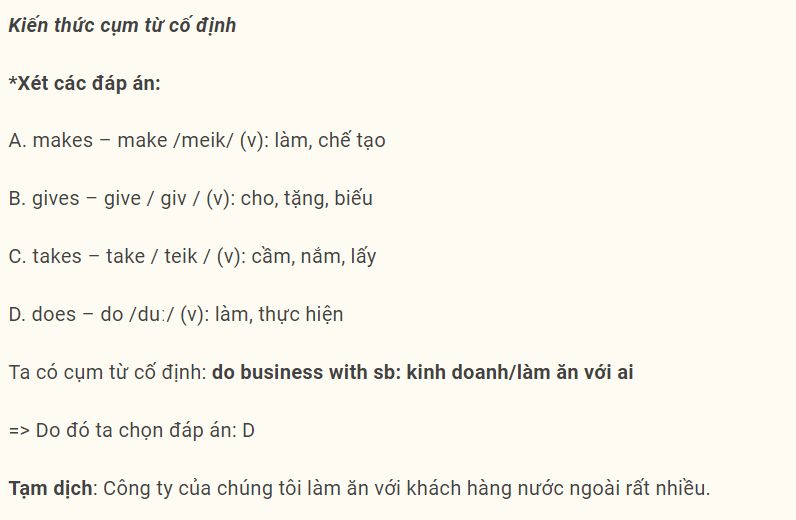 Kiến thức cụm từ cố định
*Xét các đáp án:
A. makes – make /meik/ (v): làm, chế tạo
B. gives – give / giv / (v): cho, tặng, biếu
C. takes – take / teik / (v): cầm, nắm, lấy
D. does – do /du:/ (v): làm, thực hiện
Ta có cụm từ cố định: do business with sb: kinh doanh/làm ăn với ai
=> Do đó ta chọn đáp án: D
Tạm dịch: Công ty của chúng tôi làm ăn với khách hàng nước ngoài rất nhiều.